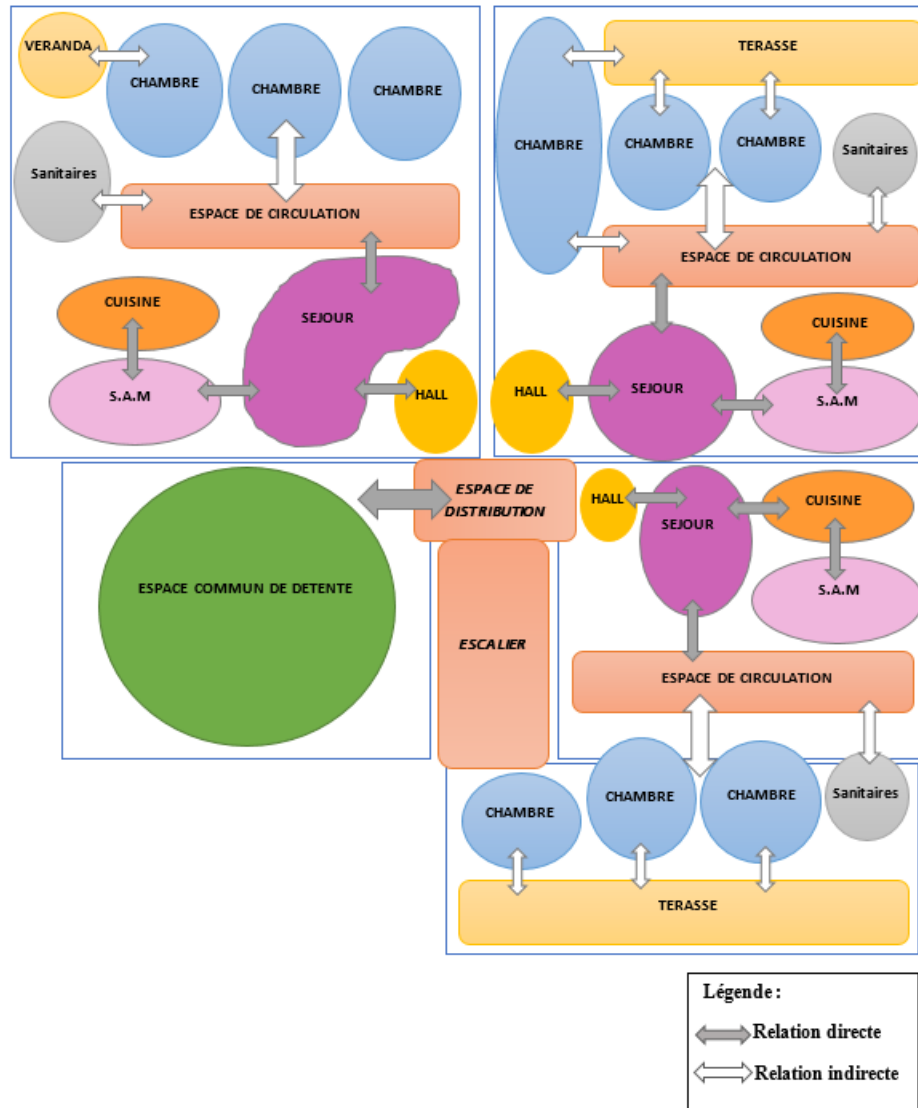 VERANDA
CHAMBRE
CHAMBRE
CHAMBRE
Sanitaires
ESPACE DE CIRCULATION
CUISINE
SEJOUR
S.A.M
HALL
TERASSE
CHAMBRE
CHAMBRE
CHAMBRE
Sanitaires
ESPACE DE CIRCULATION
CUISINE
HALL
SEJOUR
S.A.M
ESPACE DE
DISTRIBUTION
ESPACE COMMUN DE DETENTE
ESCALIER
HALL
SEJOUR
CUISINE
S.A.M
ESPACE DE CIRCULATION
CHAMBRE
CHAMBRE
CHAMBRE
Sanitaires
TERASSE
Légende :
Relation directe
Relation indirecte